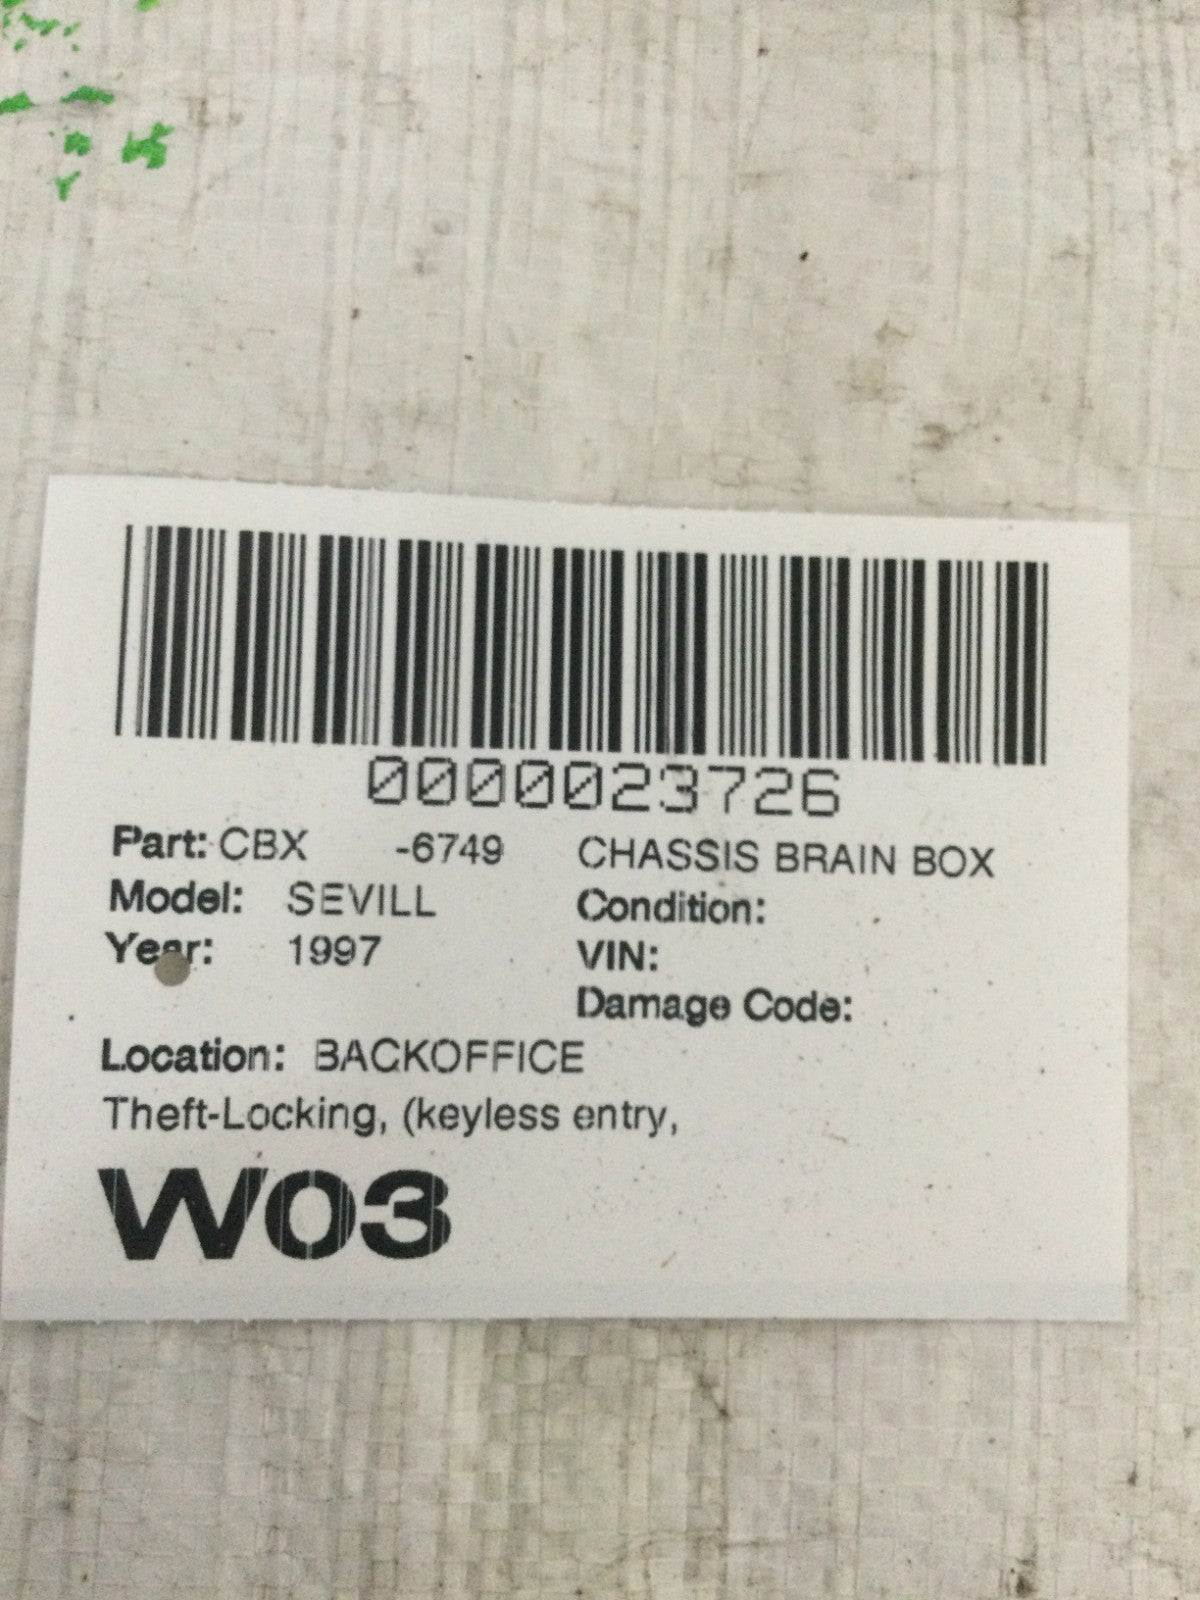 0000023726
Part: CBX -6749 CHASSIS BRAIN BOX
Model: SEVILL Condition:
Year: 1997 VIN:
Damage Code:
Location: BACKOFFICE
Theft-Locking, (keyless entry,
W03